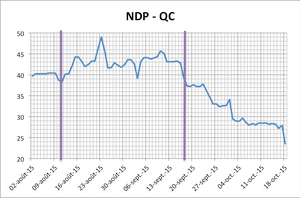 NDP - QC
50
45
40
35
30
25
20
02-août-15
09-août-15
16-août-15
23-août-15
30-août-15
06-sept.-15
13-sept.-15
20-sept.-15
27-sept.-15
04-oct.-15
11-oct.-15
18-oct.-15